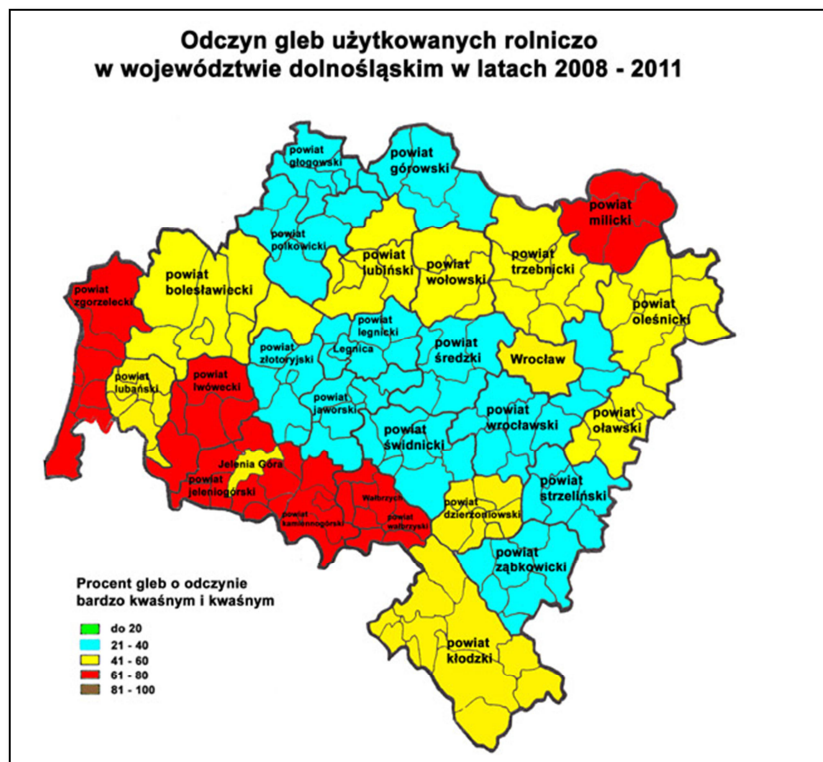 Odczyn gleb użytkowanych rolniczo
w województwie dolnośląskim w latach 2008 - 2011
powiat
głogowski
powiat
górowski
powiat
milicki
powiat
polkowicki
powiat
lubiński
powiat
wołowski
powiat
trzebnicki
powiat
bolesławiecki
powiat
zgorzelecki
powiat
oleśnicki
powiat
legnicki
Legnica
powiat
złotoryjski
powiat
średzki
Wrocław
powiat
lubański
powiat
lwówecki
powiat
jaworski
powiat
świdnicki
powiat
wrocławski
powiat
oławski
Jelenia Góra
powiat
jeleniogórski
powiat
kamiennogórski
Wałbrzych
powiat
wałbrzyski
powiat
dzierżoniowski
powiat
strzeliński
powiat
ząbkowicki
powiat
kłodzki
Procent gleb o odczynie
bardzo kwaśnym i kwaśnym
do 20
21 - 40
41 - 60
61 - 80
81 - 100